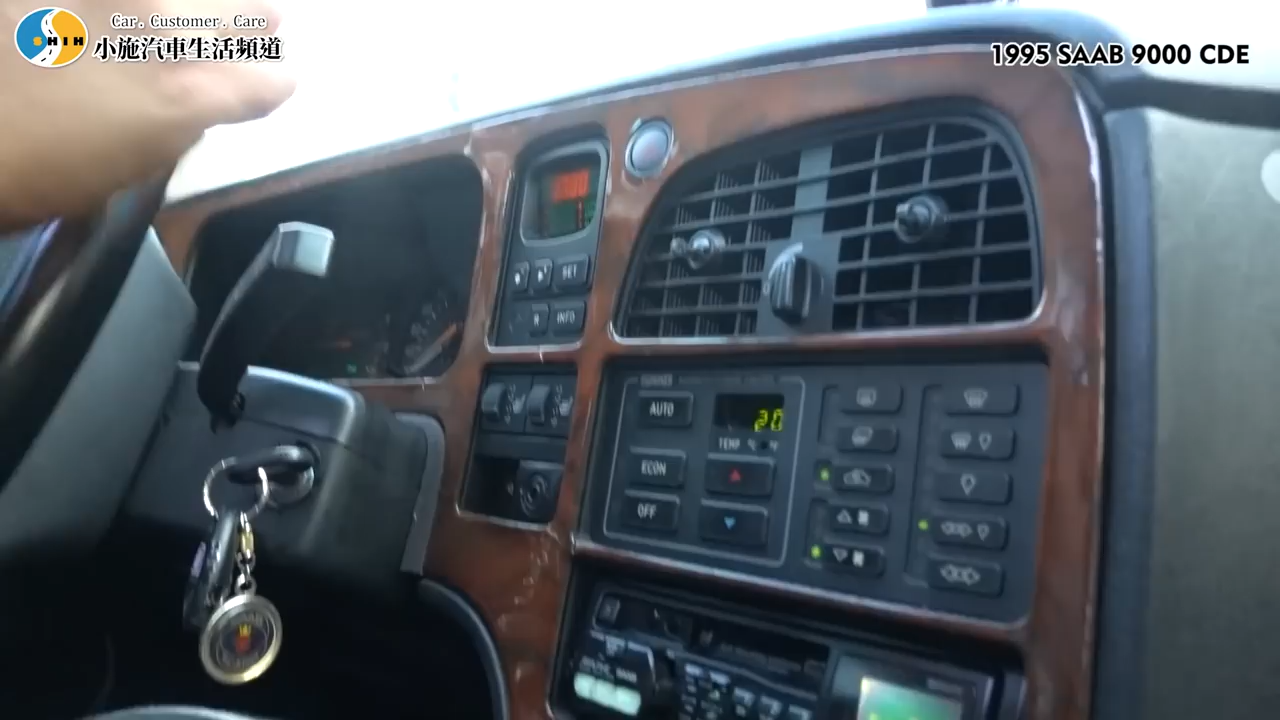 Car. Customer. Care
SHIH
小施汽車生活頻道
1995 SAAB 9000 CDE
SET
R
INFO
AUTO
20
TEMP °C °F
ECON
OFF